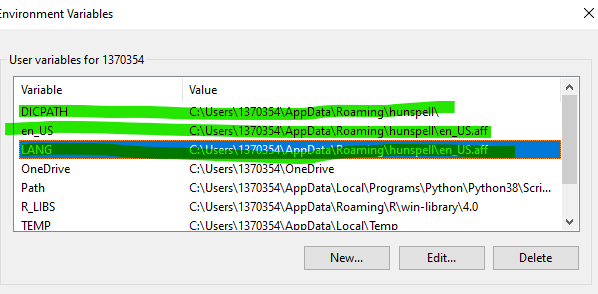 Environment Variables
User variables for 1370354
Variable Value
DICPATH C:\Users\1370354\AppData\Roaming\hunspell\
en_US C:\Users\1370354\AppData\Roaming\hunspell\en_US.aff
LANG C:\Users\1370354\AppData\Roaming\hunspell\en_US.aff
OneDrive C:\Users\1370354\OneDrive
Path C:\Users\1370354\AppData\Local\Programs\Python\Python38\Scri...
R_LIBS C:\Users\1370354\AppData\Roaming\R\win-library\4.0
TEMP C:\Users\1370354\AppData\Local\Temp
New... Edit... Delete